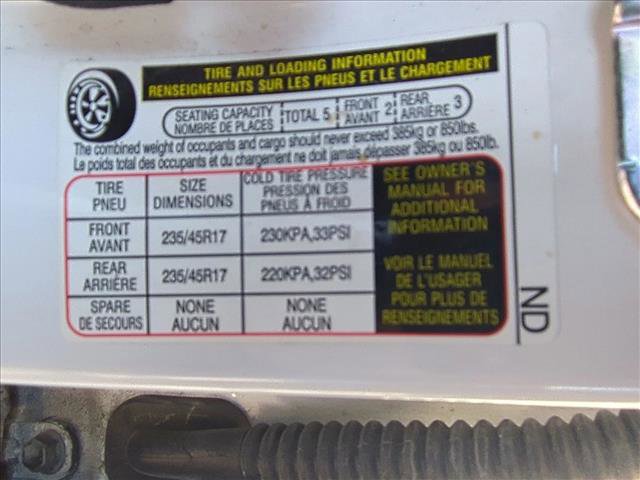 TIRE AND LOADING INFORMATION
RENSEIGNEMENTS SUR LES PNEUS ET LE CHARGEMENT
SEATING CAPACITY TOTAL 5 FRONT 2 REAR 3
NOMBRE DE PLACES AVANT ARRIÈRE
The combined weight of occupants and cargo should never exceed 385kg or 850lbs.
Le poids total des occupants et du chargement ne doit jamais dépasser 385kg ou 850lb.
TIRE SIZE COLD TIRE PRESSURE
PNEU DIMENSIONS PRESSION DES
PNEUS À FROID
FRONT
AVANT 235/45R17 230KPA,33PSI
REAR
ARRIÈRE 235/45R17 220KPA,32PSI
SPARE NONE NONE
DE SECOURS AUCUN AUCUN
SEE OWNER'S
MANUAL FOR
ADDITIONAL
INFORMATION
VOIR LE MANUEL
DE L'USAGER
POUR PLUS DE
RENSEIGNEMENTS
ND